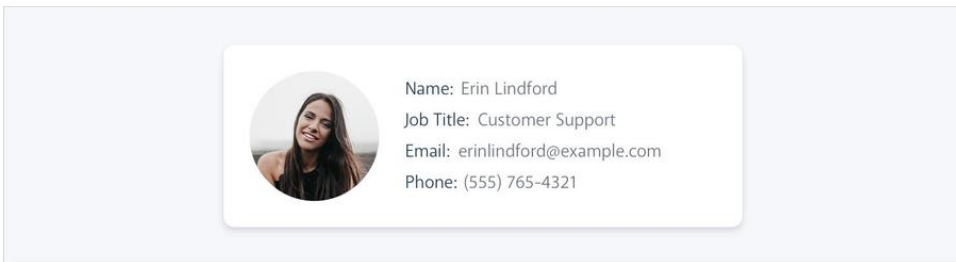 Name: Erin Lindford
Job Title: Customer Support
Email: erinlindford@example.com
Phone: (555) 765-4321